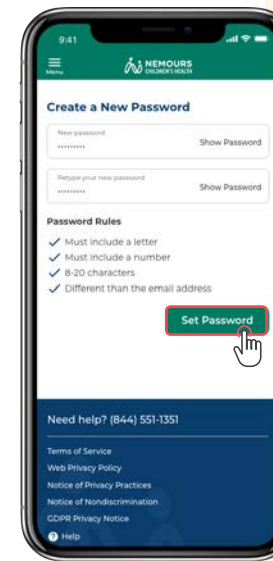 9:41
Menu
NEMOURS
CHILDREN'S HEALTH
Create a New Password
New password
Show Password
Retype your new password
Show Password
Password Rules
Must include a letter
Must include a number
8-20 characters
Different than the email address
Set Password
Need help? (844) 551-1351
Terms of Service
Web Privacy Policy
Notice of Privacy Practices
Notice of Nondiscrimination
GDPR Privacy Notice
? Help